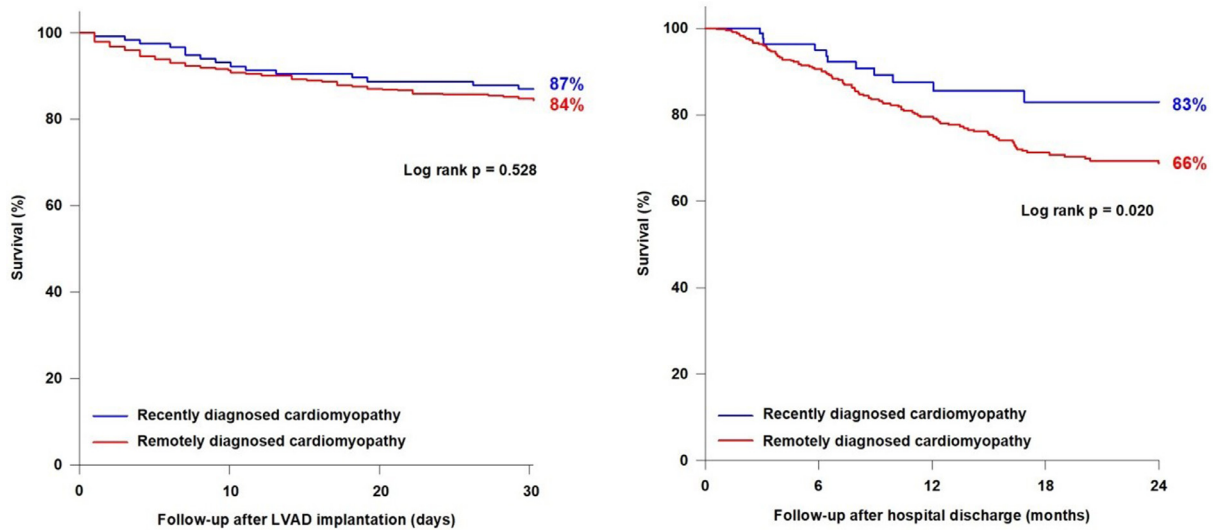 100
80
60
40
20
0
Survival (%)
87%
84%
Log rank p = 0.528
Recently diagnosed cardiomyopathy
Remotely diagnosed cardiomyopathy
0 10 20 30
Follow-up after LVAD implantation (days)
100
80
60
40
20
0
Survival (%)
83%
66%
Log rank p = 0.020
Recently diagnosed cardiomyopathy
Remotely diagnosed cardiomyopathy
0 6 12 18 24
Follow-up after hospital discharge (months)